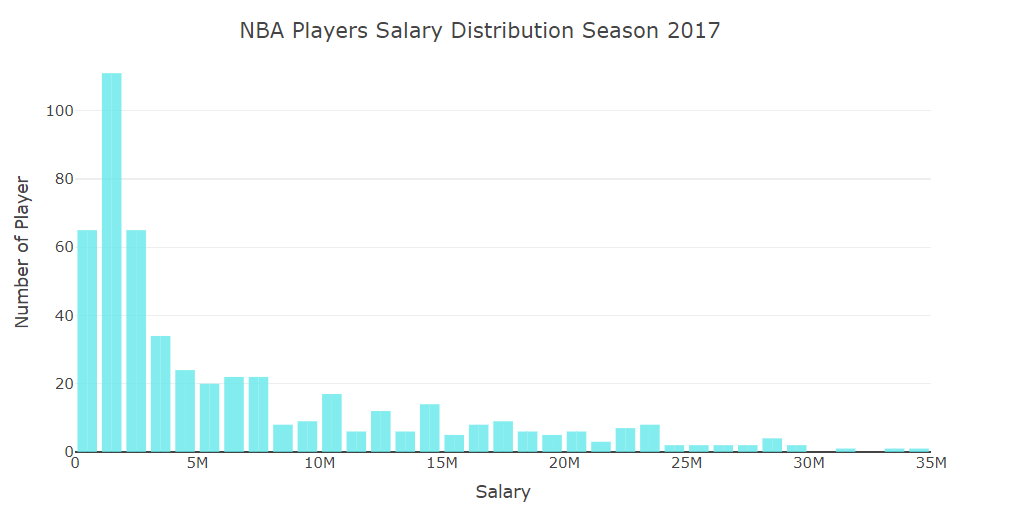 NBA Players Salary Distribution Season 2017
100
80
60
40
20
0
Number of Player
0 5M 10M 15M 20M 25M 30M 35M
Salary